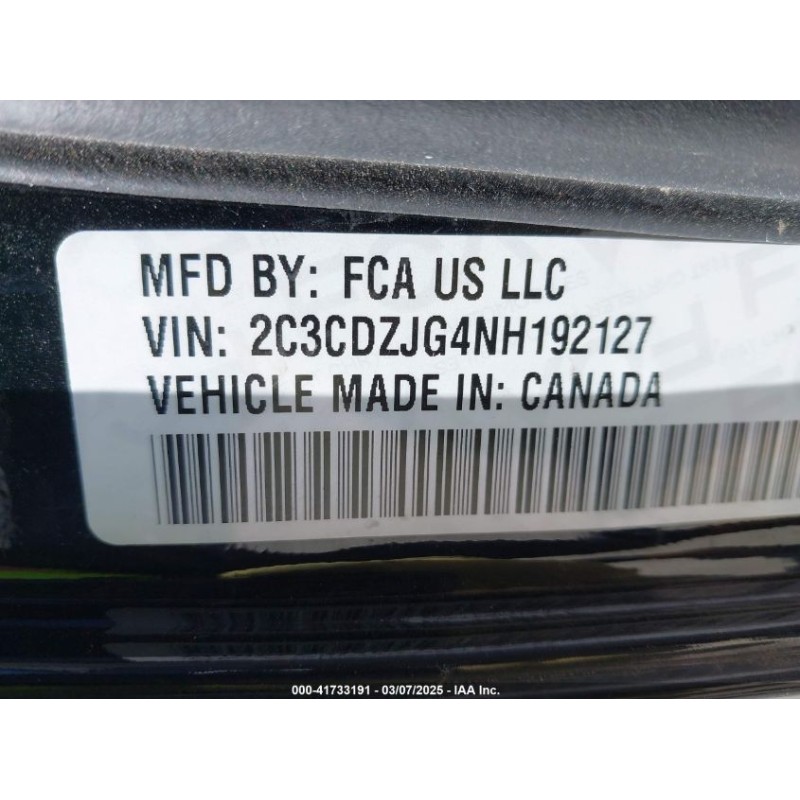 MFD BY: FCA US LLC
VIN: 2C3CDZJG4NH192127
VEHICLE MADE IN: CANADA
000-41733191 - 03/07/2025 - IAA Inc.